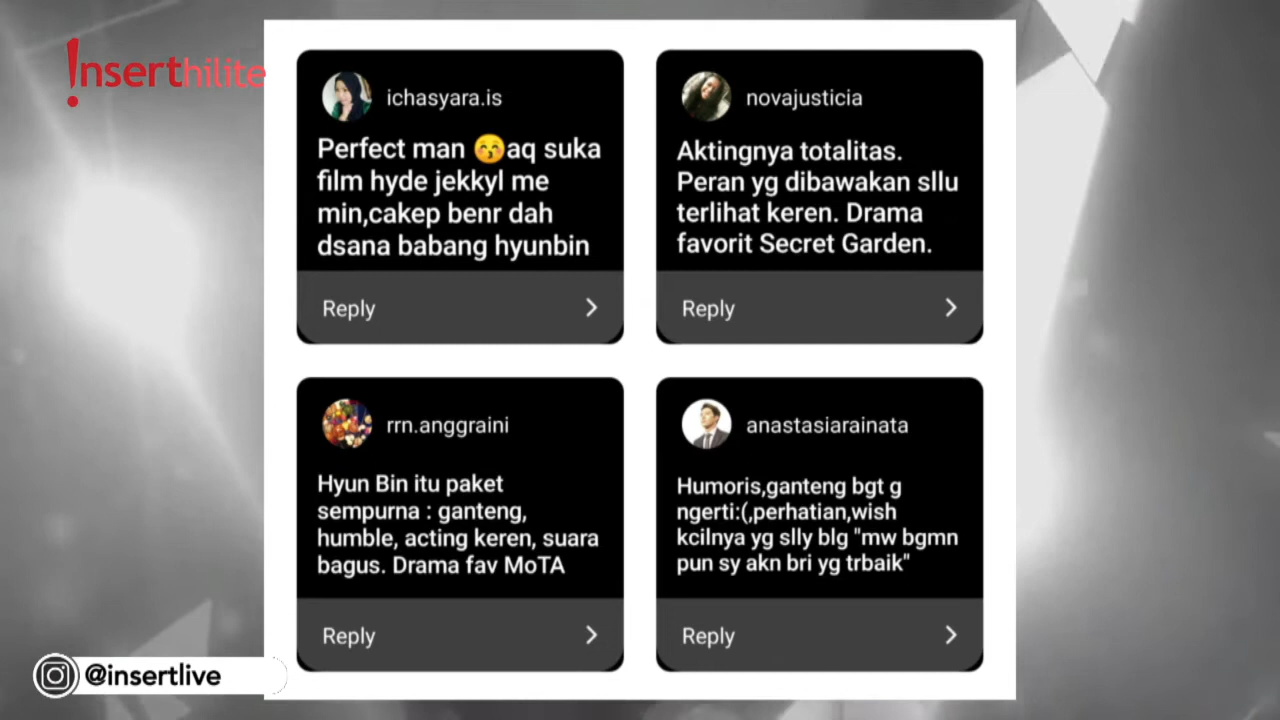 !nserthilite
ichasyara.is
Perfect man 😚aq suka
film hyde jekkyl me
min,cakep benr dah
dsana babang hyunbin
Reply
novajusticia
Aktingnya totalitas.
Peran yg dibawakan sllu
terlihat keren. Drama
favorit Secret Garden.
Reply
rrn.anggraini
Hyun Bin itu paket
sempurna : ganteng,
humble, acting keren, suara
bagus. Drama fav MoTA
Reply
anastasiarainata
Humoris,ganteng bgt g
ngerti:(,perhatian,wish
kcilnya yg slly blg "mw bgmn
pun sy akn bri yg trbaik"
Reply
@insertlive